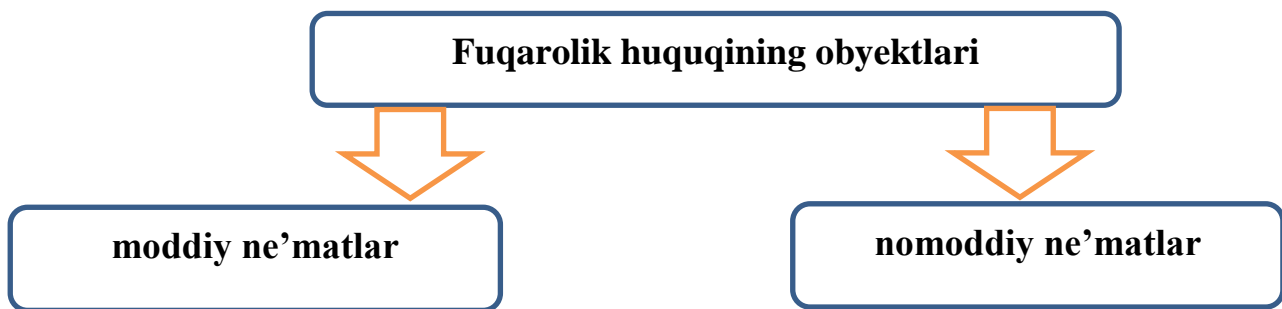 Fuqarolik huquqining obyektlari
moddiy ne’matlar
nomoddiy ne’matlar